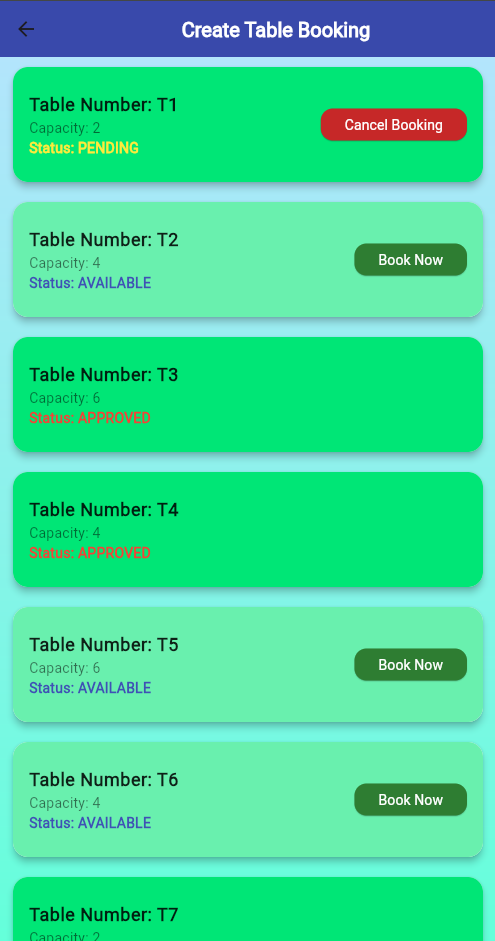 Create Table Booking
Table Number: T1
Capacity: 2
Status: PENDING
Cancel Booking
Table Number: T2
Capacity: 4
Status: AVAILABLE
Book Now
Table Number: T3
Capacity: 6
Status: APPROVED
Table Number: T4
Capacity: 4
Status: APPROVED
Table Number: T5
Capacity: 6
Status: AVAILABLE
Book Now
Table Number: T6
Capacity: 4
Status: AVAILABLE
Book Now
Table Number: T7
Capacity: 2